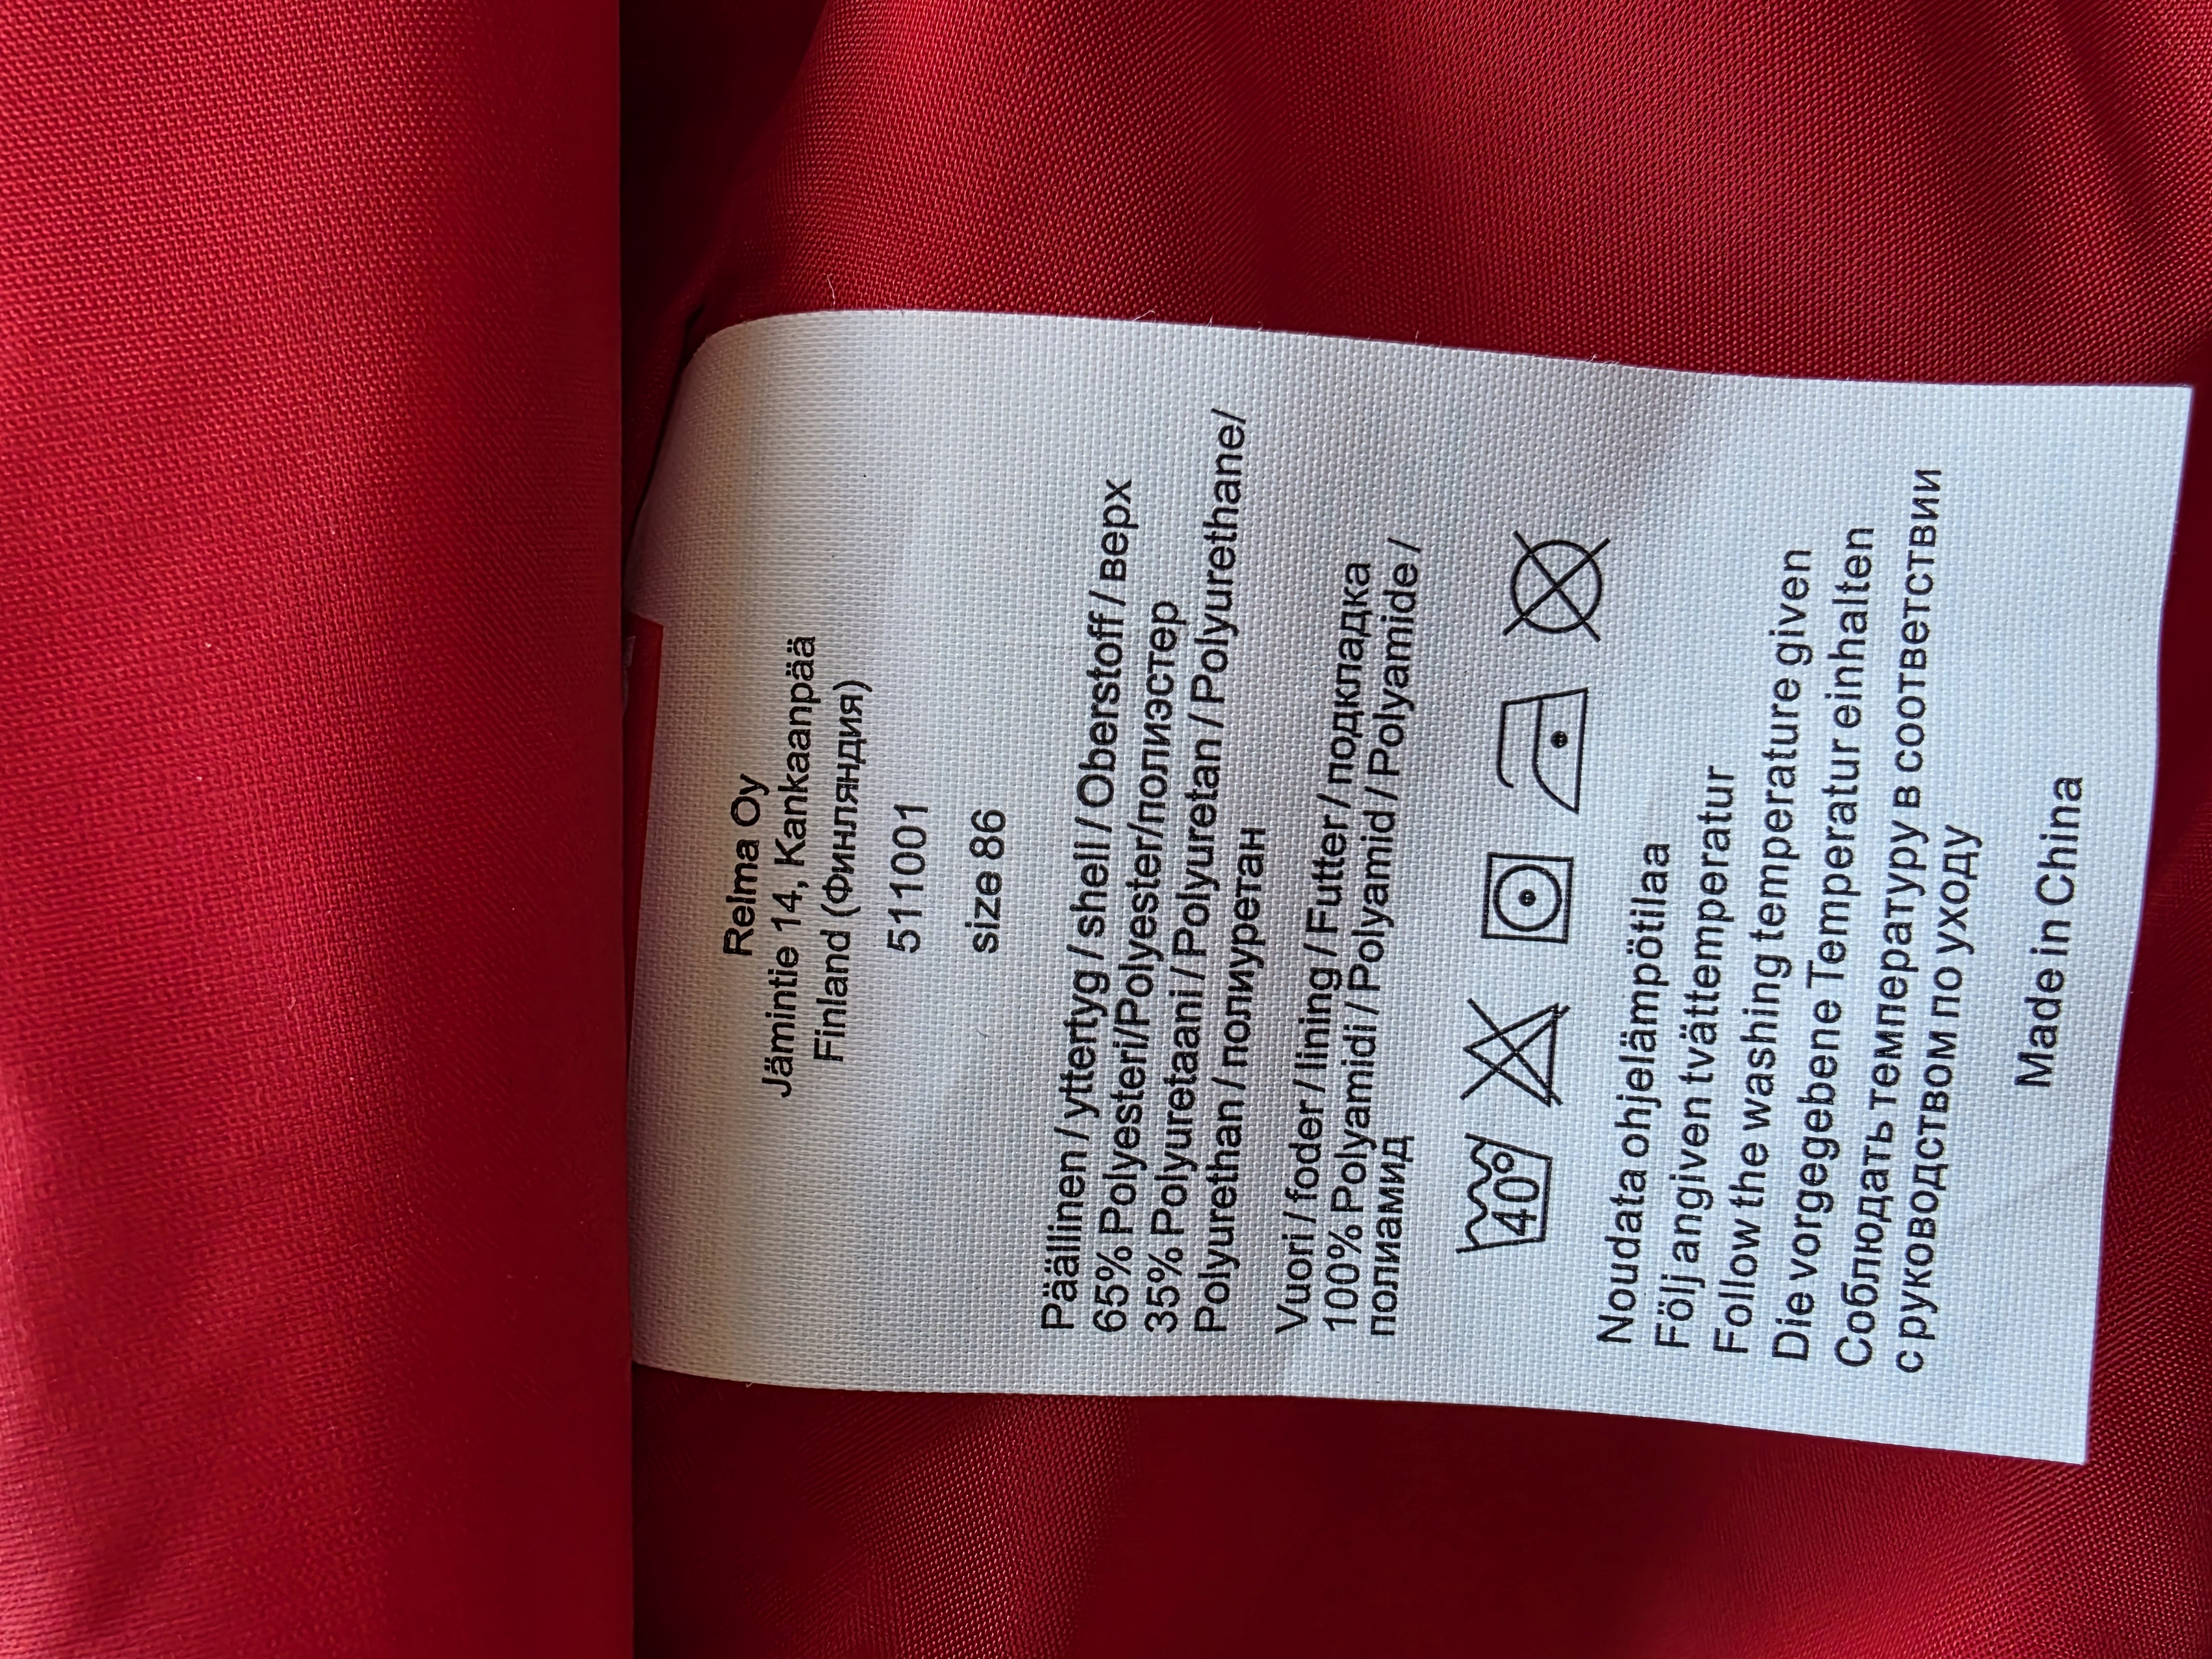 Relma Oy
Jämintie 14, Kankaanpää
Finland (Финляндия)
511001
size 86
Päällinen / yttertyg / shell / Oberstoff / верх
65% Polyesteri/Polyester/полиэстер
35% Polyuretaani / Polyuretan / Polyurethane/
Polyurethan / полиуретан
Vuori / foder / lining / Futter / подкладка
100% Polyamidi / Polyamid / Polyamide /
полиамид
40°
Noudata ohjelämpötilaa
Följ angiven tvättemperatur
Follow the washing temperature given
Die vorgegebene Temperatur einhalten
Соблюдать температуру в соответствии
с руководством по уходу
Made in China